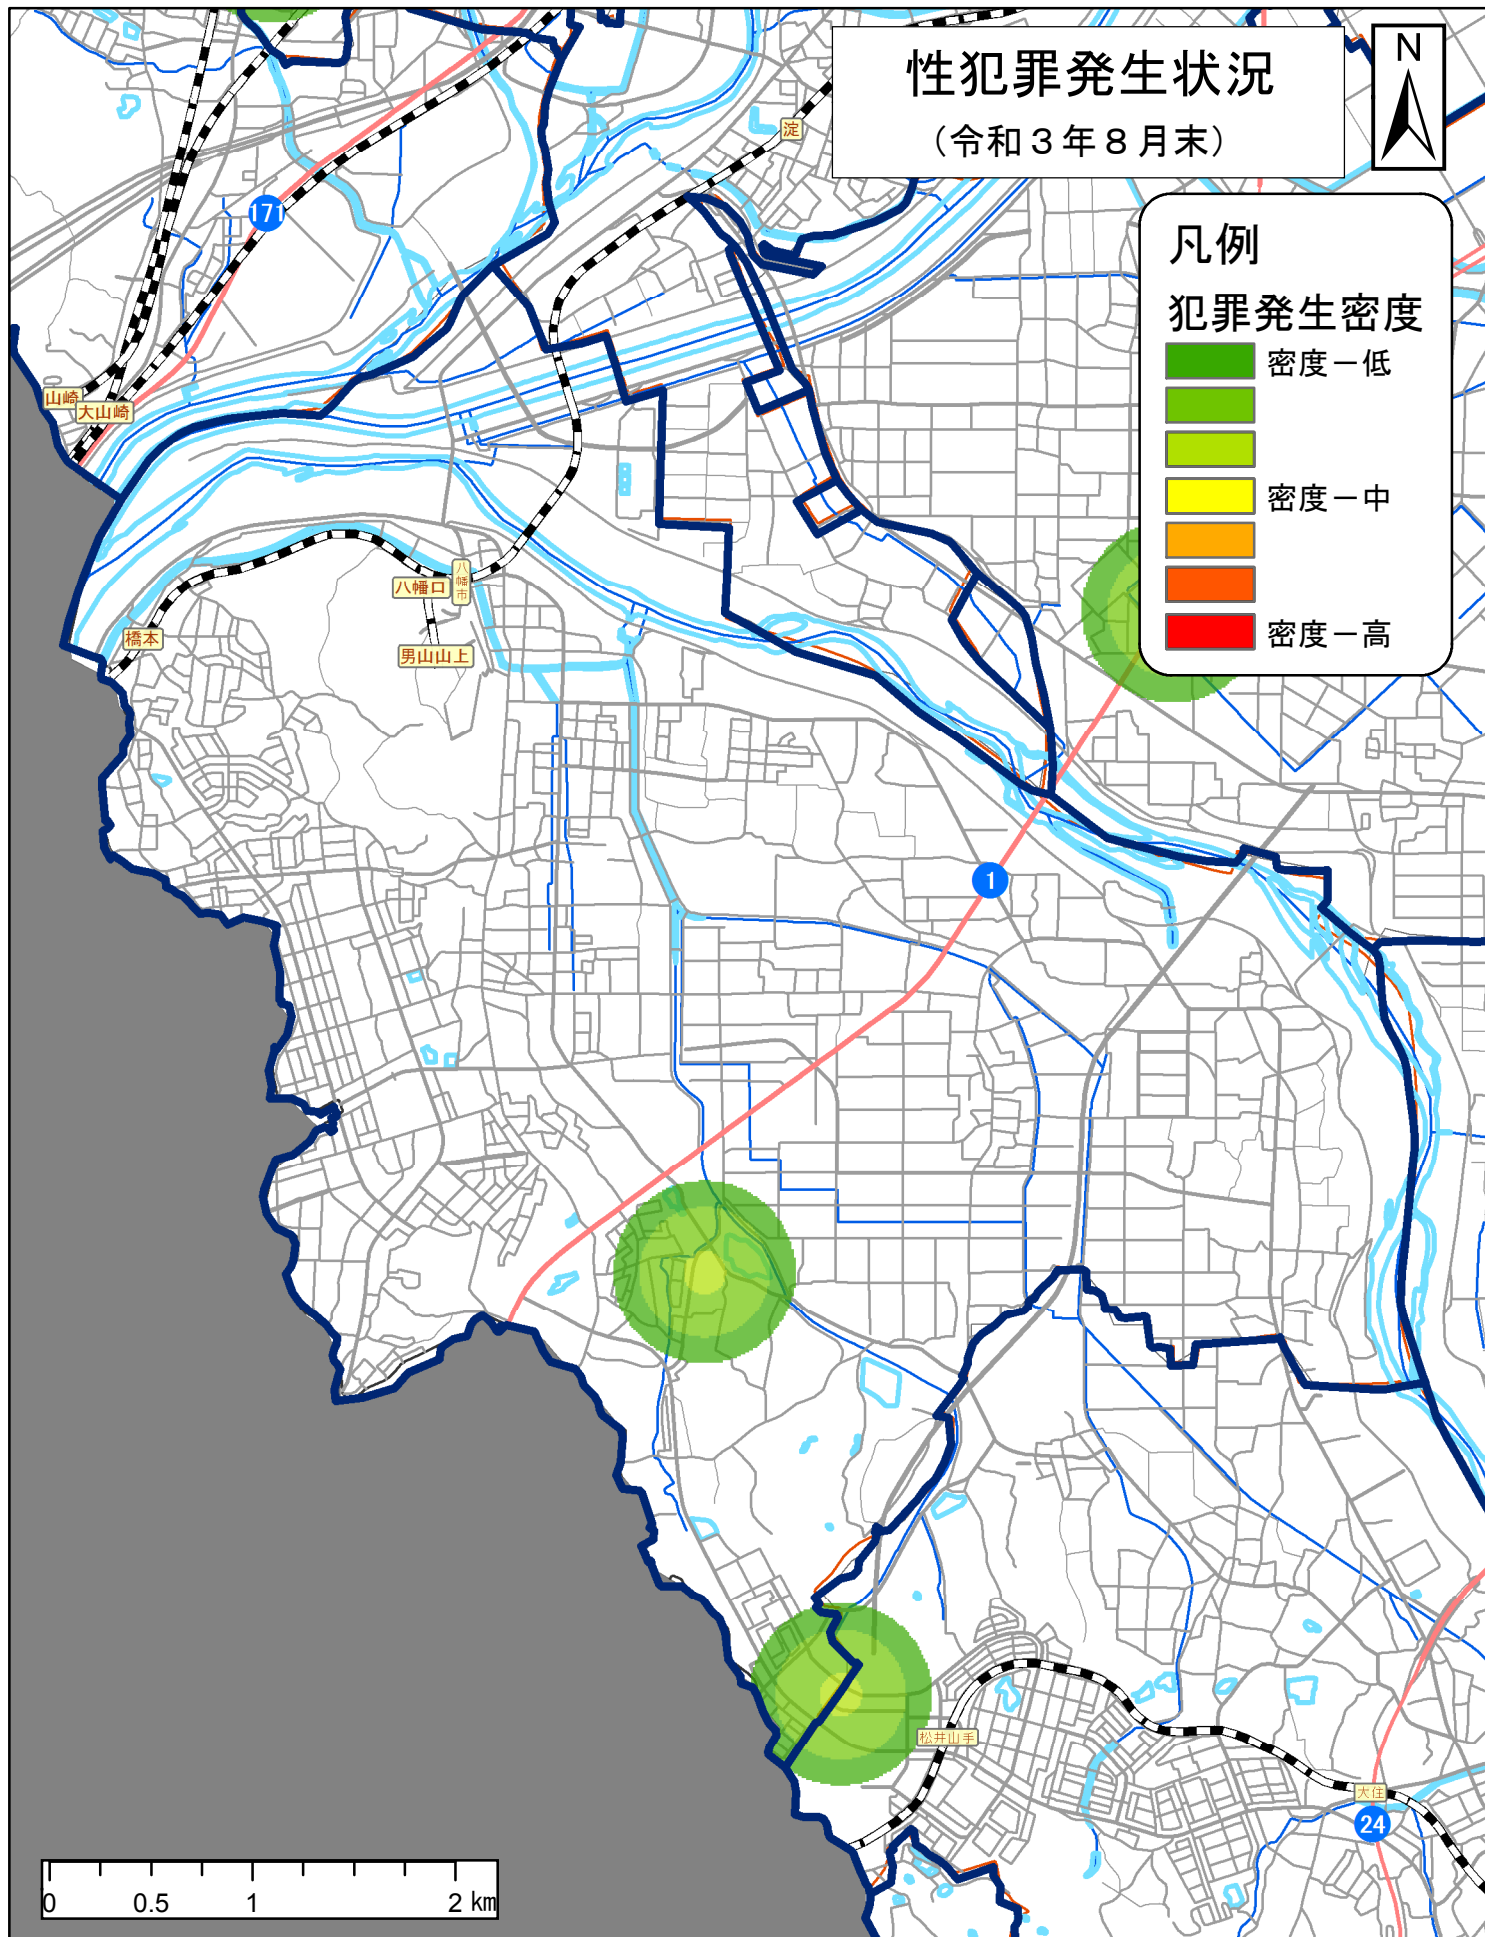 性犯罪発生状況
（令和３年８月末）
N
淀
171
凡例
犯罪発生密度
密度－低
密度－中
密度－高
山崎
大山崎
八幡口
八幡市
橋本
男山山上
1
松井山手
大住
24
0 0.5 1 2 km